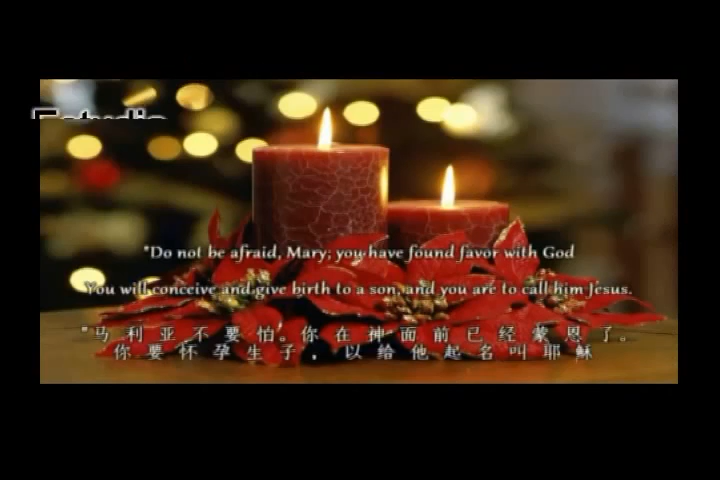 Estudio
"Do not be afraid, Mary; you have found favor with God
You will conceive and give birth to a son, and you are to call him Jesus.
"马利亚不要怕。你在神面前已经蒙恩了。
你要怀孕生子，以给他起名叫耶稣